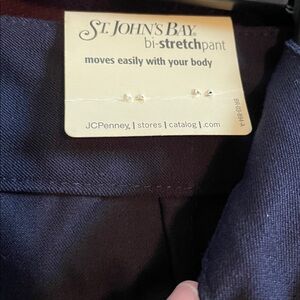 ST. JOHN'S BAY®
bi-stretchpant
moves easily with your body
JCPenney | stores | catalog | .com